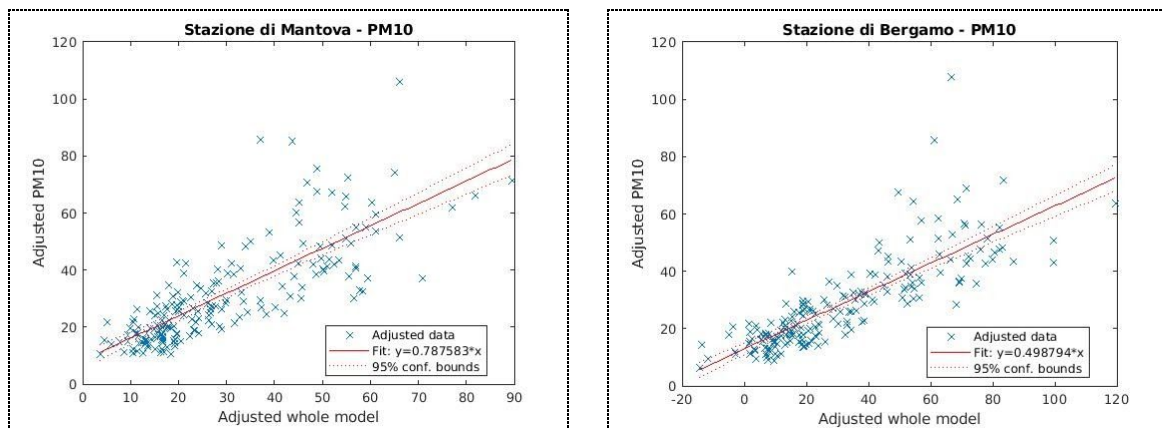 Stazione di Mantova - PM10
120
100
80
60
40
20
0
Adjusted PM10
0 10 20 30 40 50 60 70 80 90
Adjusted whole model
Adjusted data
Fit: y=0.787583*x
95% conf. bounds
Stazione di Bergamo - PM10
120
100
80
60
40
20
0
Adjusted PM10
-20 0 20 40 60 80 100 120
Adjusted whole model
Adjusted data
Fit: y=0.498794*x
95% conf. bounds